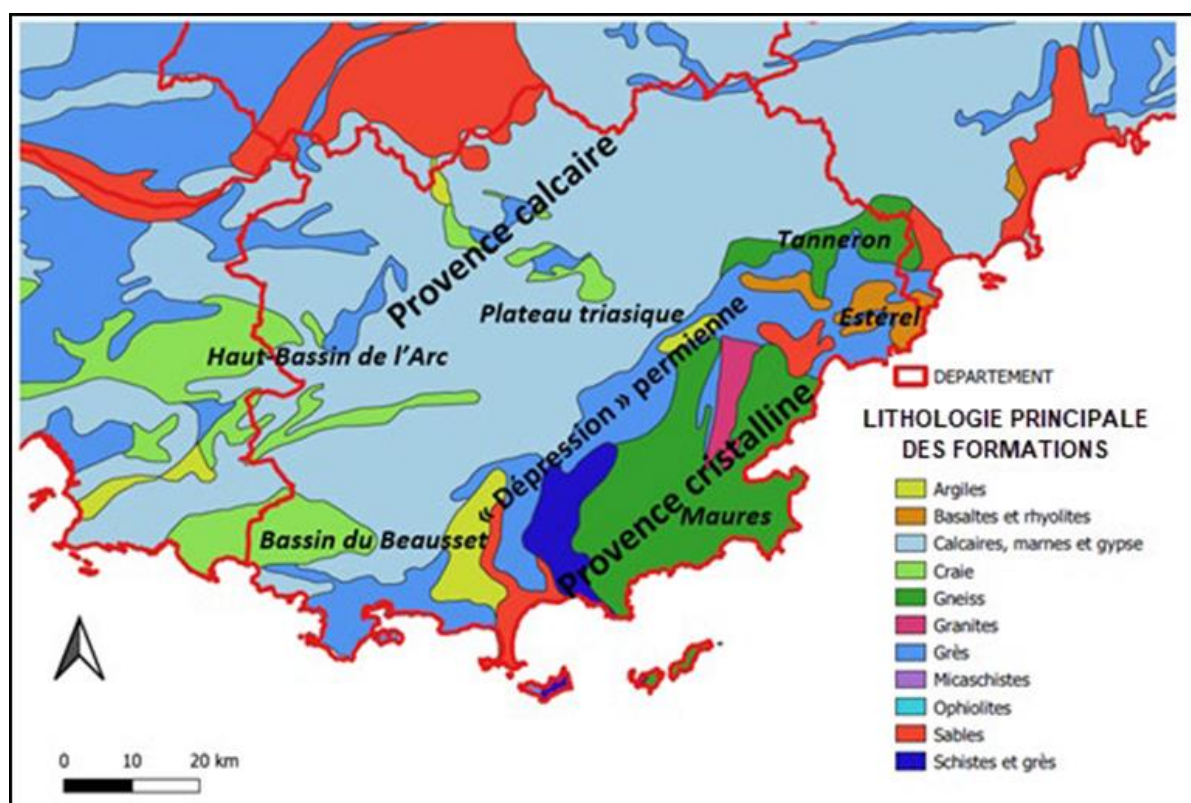 Provence calcaire
Tanneron
Plateau triasique
Estérel
Haut-Bassin de l'Arc
« Dépression » permienne
Provence cristalline
Maures
Bassin du Beausset
DEPARTEMENT
LITHOLOGIE PRINCIPALE
DES FORMATIONS
Argiles
Basaltes et rhyolites
Calcaires, marnes et gypse
Craie
Gneiss
Granites
Grès
Micaschistes
Ophiolites
Sables
Schistes et grès
0 10 20 km